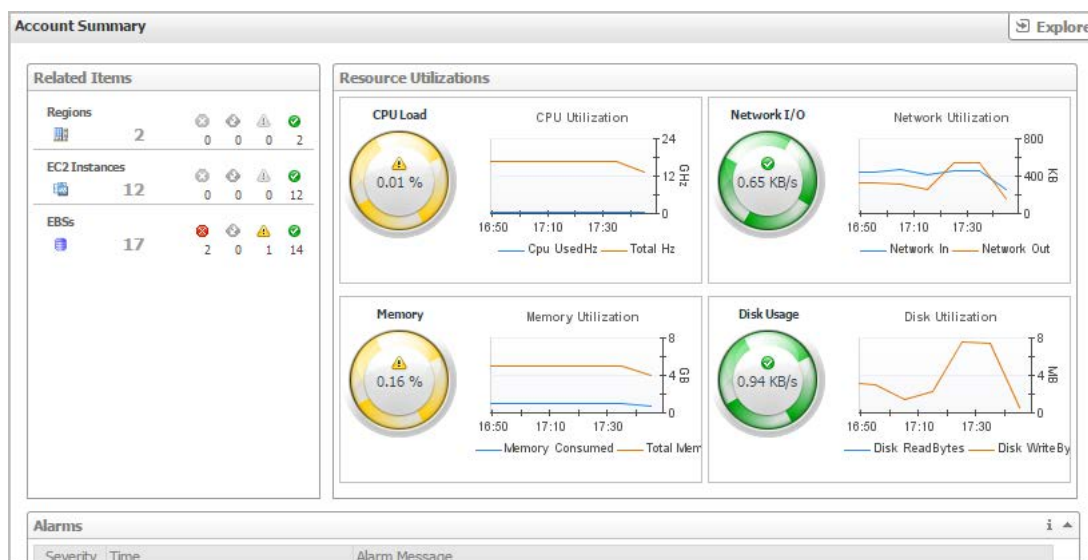 Account Summary
Explore
Related Items
Regions
2
0 0 0 2
EC2 Instances
12
0 0 0 12
EBSs
17
2 0 1 14
Resource Utilizations
CPU Load
0.01 %
CPU Utilization
24
12
0
GHz
16:50 17:10 17:30
Cpu UsedHz Total Hz
Network I/O
0.65 KB/s
Network Utilization
800
400
0
KB
16:50 17:10 17:30
Network In Network Out
Memory
0.16 %
Memory Utilization
8
4
0
GB
16:50 17:10 17:30
Memory Consumed Total Mem
Disk Usage
0.94 KB/s
Disk Utilization
8
4
0
MB
16:50 17:10 17:30
Disk ReadBytes Disk WriteBy
Alarms
Severity Time Alarm Message